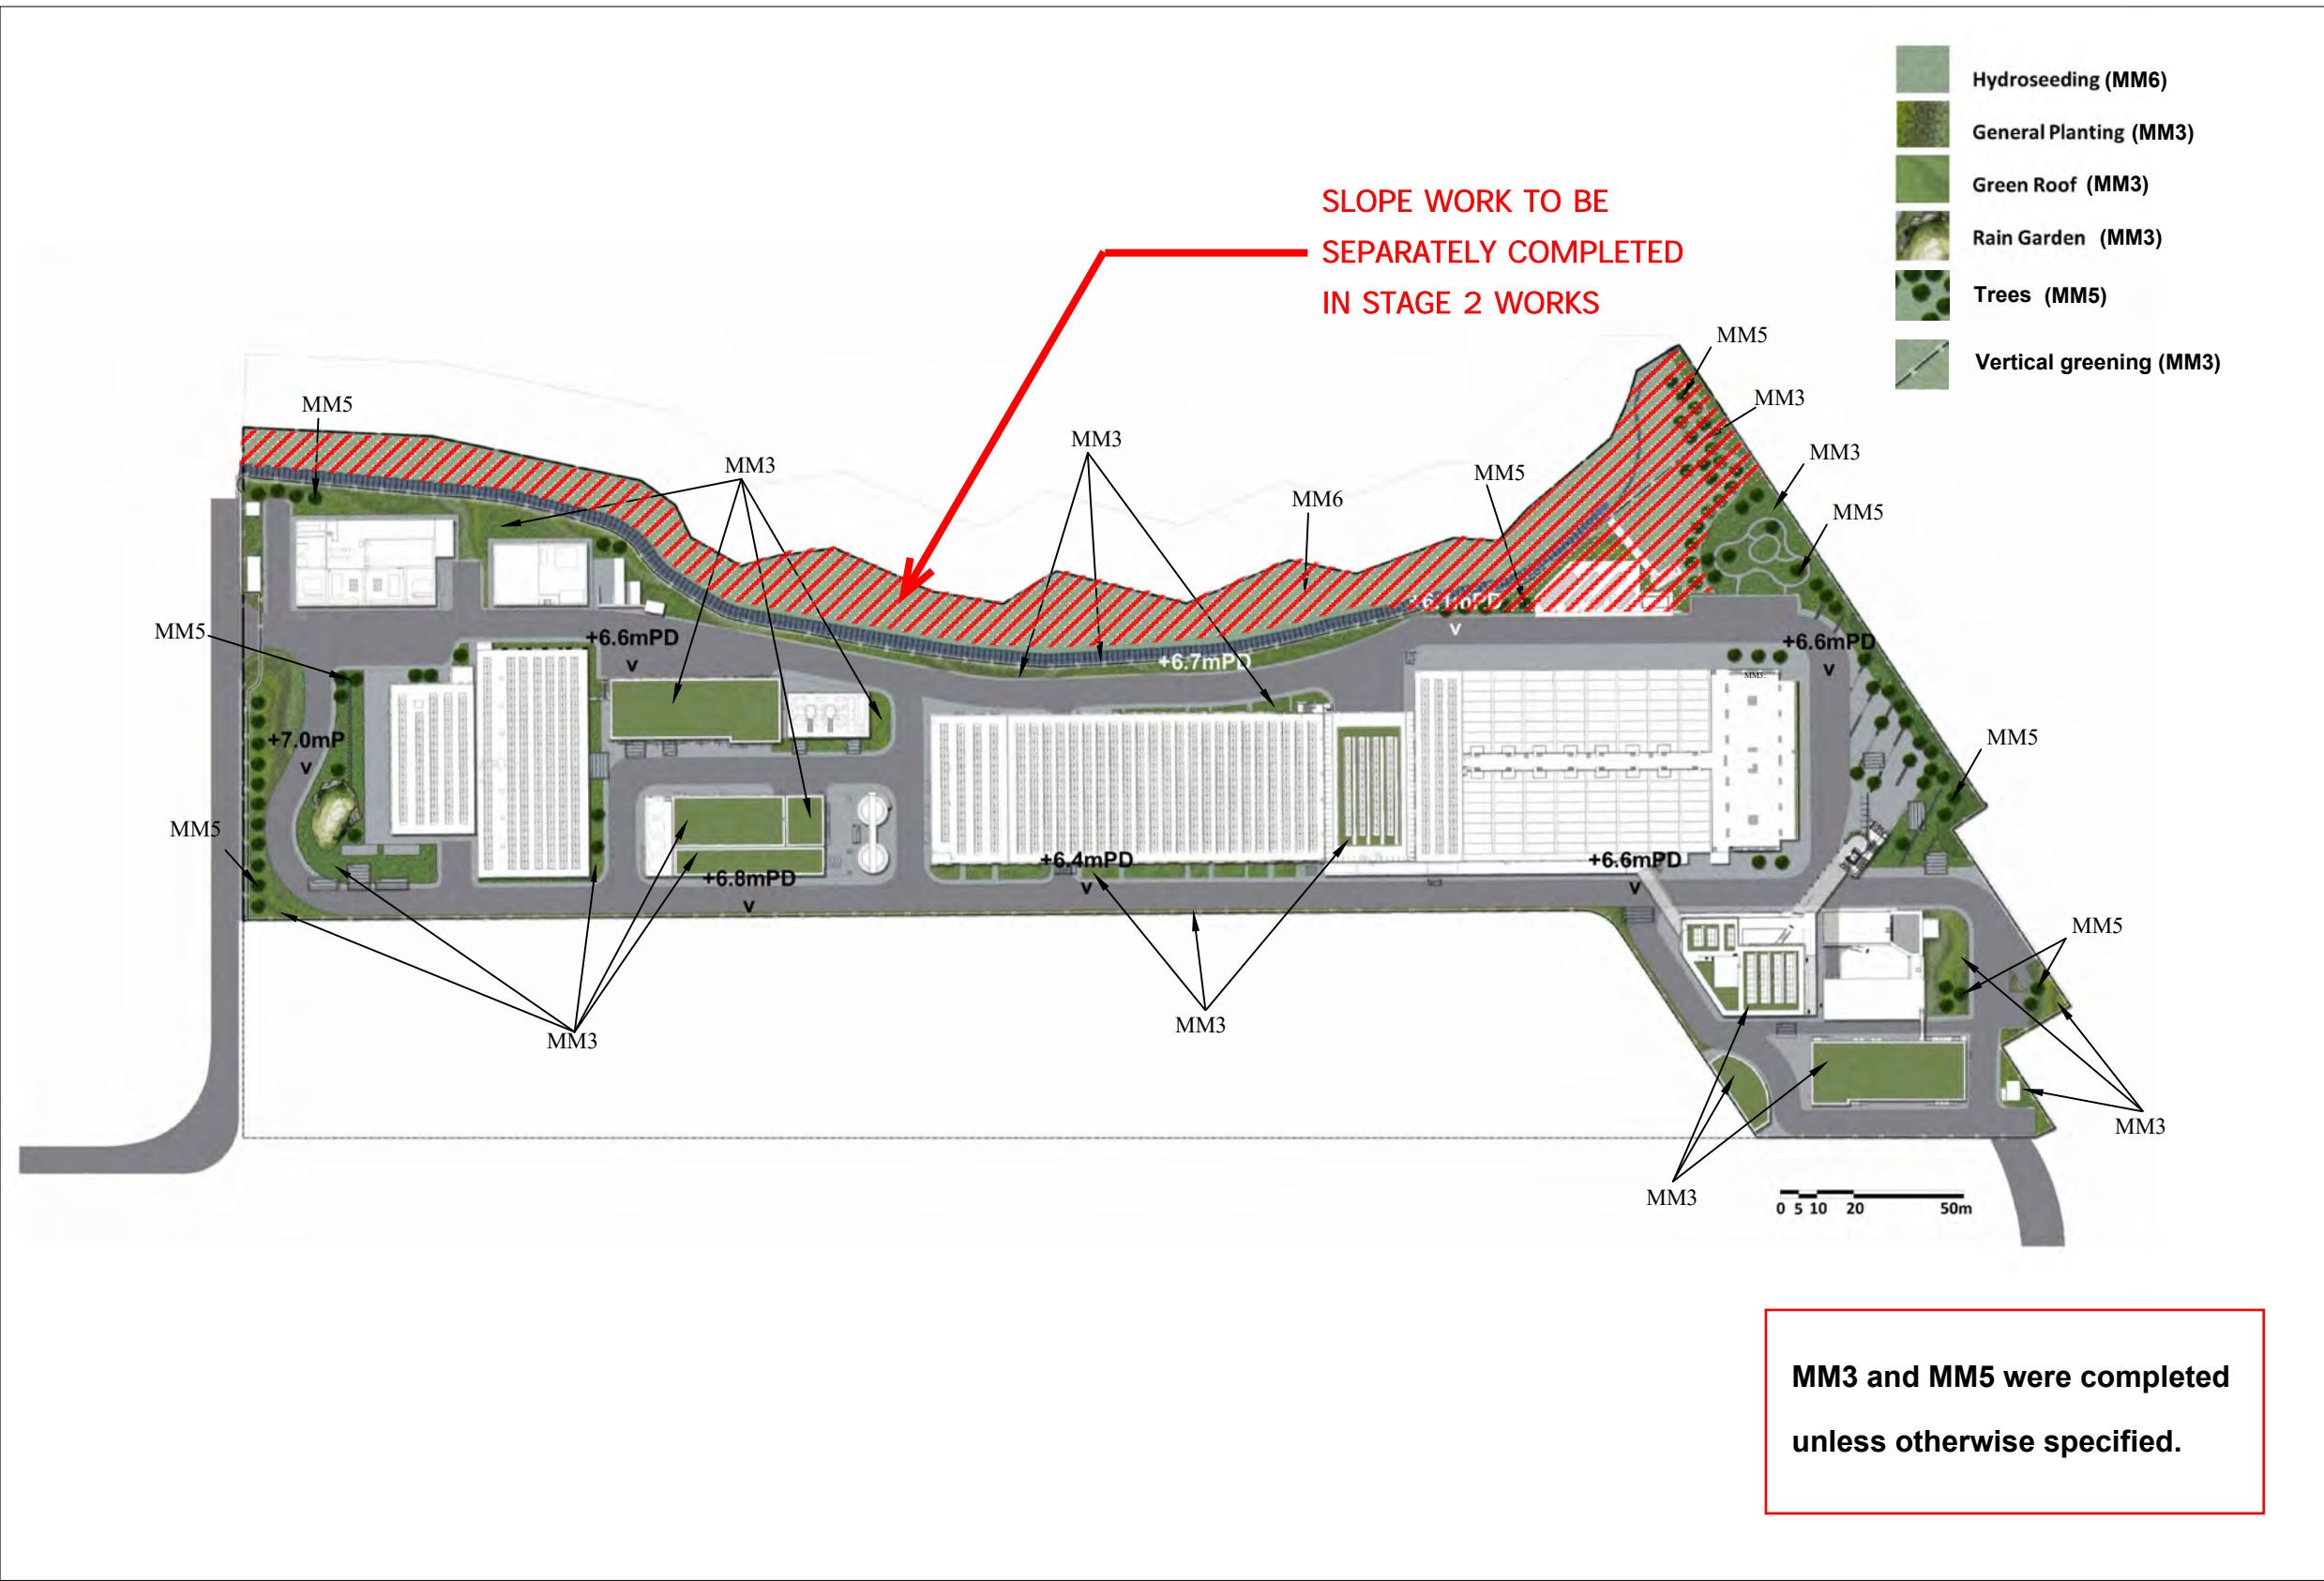 Hydroseeding (MM6)
General Planting (MM3)
Green Roof (MM3)
Rain Garden (MM3)
Trees (MM5)
Vertical greening (MM3)
SLOPE WORK TO BE
SEPARATELY COMPLETED
IN STAGE 2 WORKS
MM5
MM3
MM5
MM3
MM3
MM3
MM5
MM6
MM5
+6.1mPD
v
MM5
+6.6mPD
v
+6.7mPD
+6.6mPD
v
MM3:
+7.0mP
v
MM5
MM5
+6.8mPD
v
+6.4mPD
v
+6.6mPD
v
MM5
MM3
MM3
MM3
MM3
0 5 10 20 50m
MM3 and MM5 were completed
unless otherwise specified.